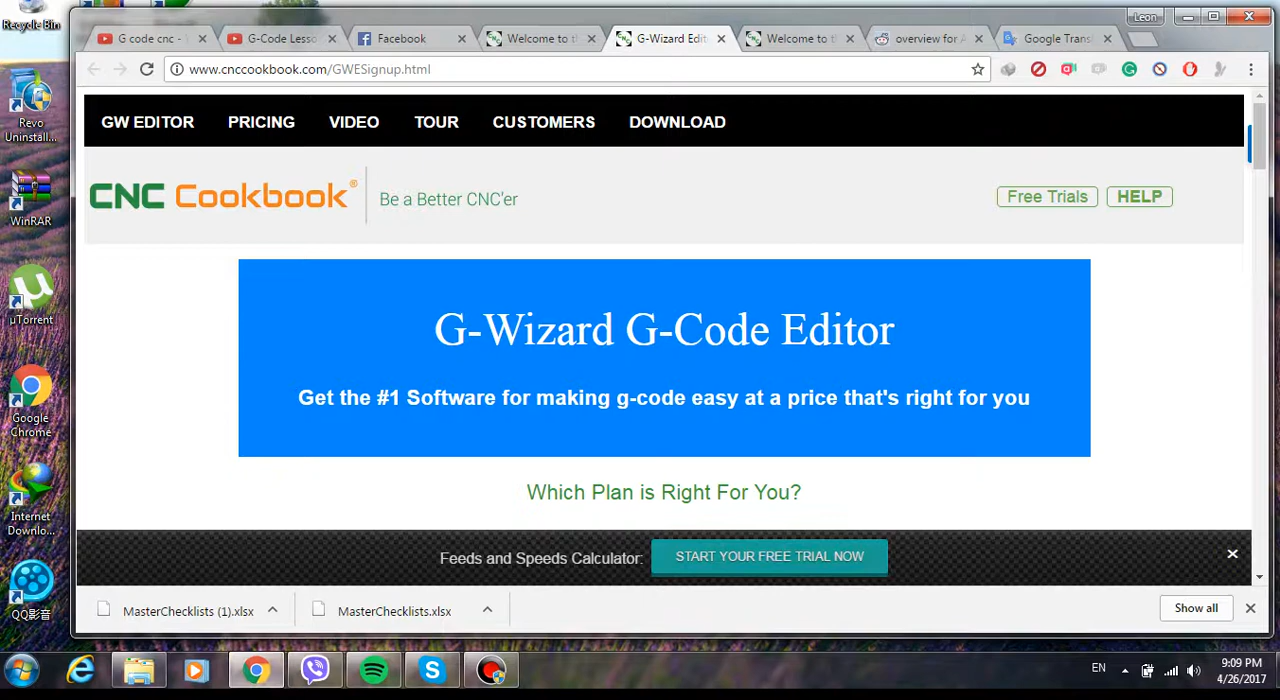 Recycle Bin
Leon
G code cnc -
G-Code Lesso
Facebook
Welcome to t
G-Wizard Edit
Welcome to t
overview for A
Google Trans
www.cnccookbook.com/GWESignup.html
GW EDITOR
PRICING
VIDEO
TOUR
CUSTOMERS
DOWNLOAD
CNC Cookbook®
Be a Better CNC'er
Free Trials
HELP
G-Wizard G-Code Editor
Get the #1 Software for making g-code easy at a price that's right for you
Which Plan is Right For You?
Feeds and Speeds Calculator:
START YOUR FREE TRIAL NOW
MasterChecklists (1).xlsx
MasterChecklists.xlsx
Show all
Revo
Uninstall...
WinRAR
µTorrent
Google
Chrome
Internet
Downlo...
QQ影音
EN
9:09 PM
4/26/2017